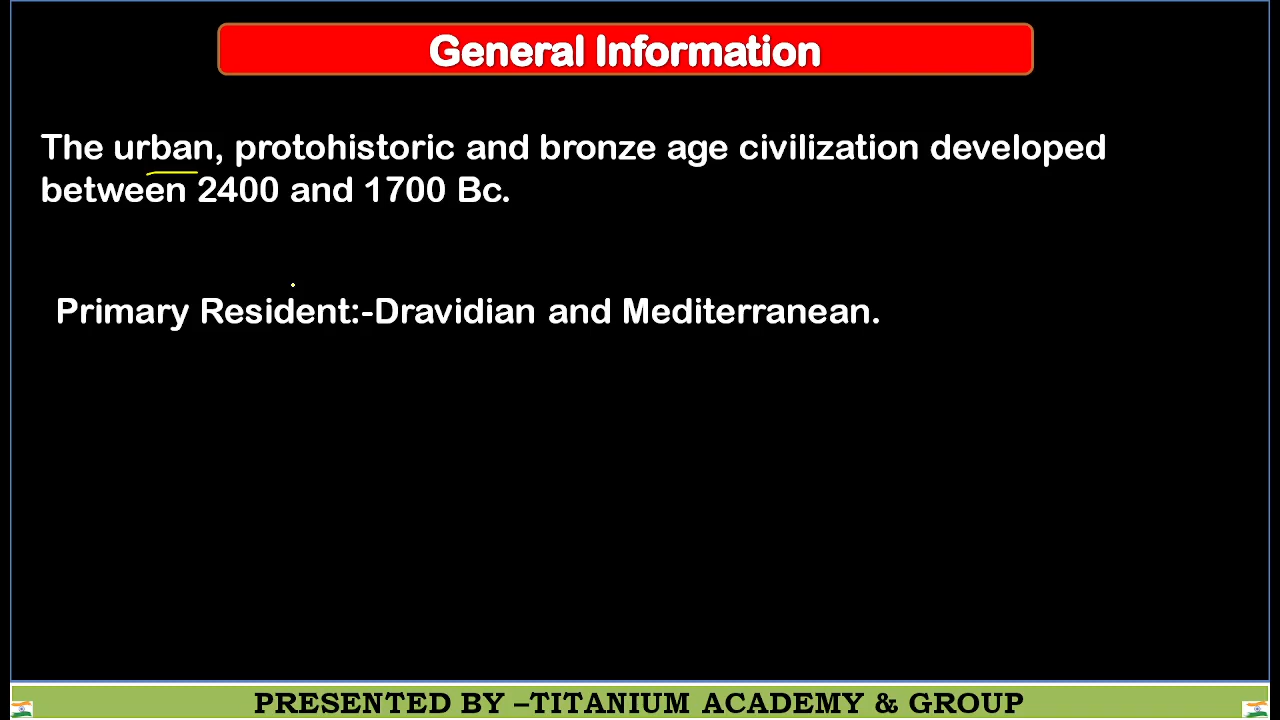 General Information
The urban, protohistoric and bronze age civilization developed
between 2400 and 1700 Bc.
Primary Resident:-Dravidian and Mediterranean.
PRESENTED BY –TITANIUM ACADEMY & GROUP